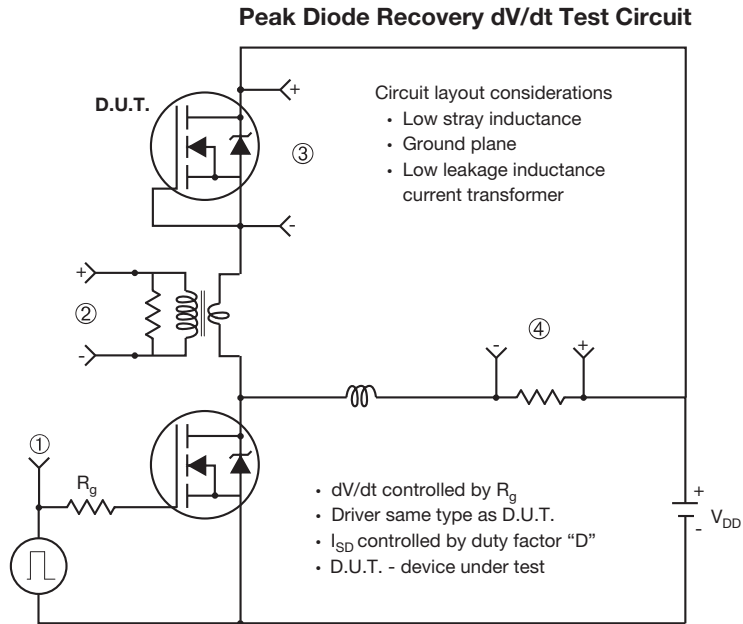 Peak Diode Recovery dV/dt Test Circuit
D.U.T.
+
③
-
Circuit layout considerations
• Low stray inductance
• Ground plane
• Low leakage inductance
current transformer
+
②
-
-
④
+
①
Rg
• dV/dt controlled by Rg
• Driver same type as D.U.T.
• ISD controlled by duty factor “D”
• D.U.T. - device under test
+
VDD
-